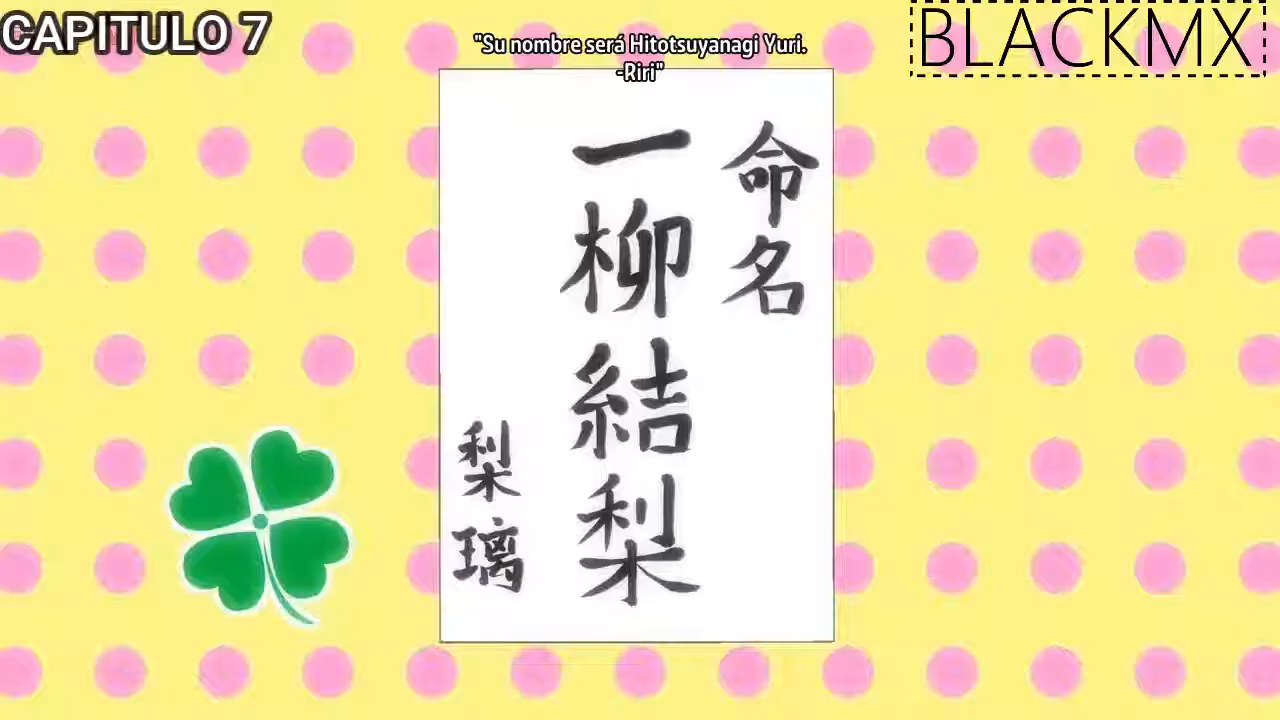 CAPITULO 7
BLACKMX
"Su nombre será Hitotsuyanagi Yuri.
-Riri"
命名
一柳結梨
梨璃